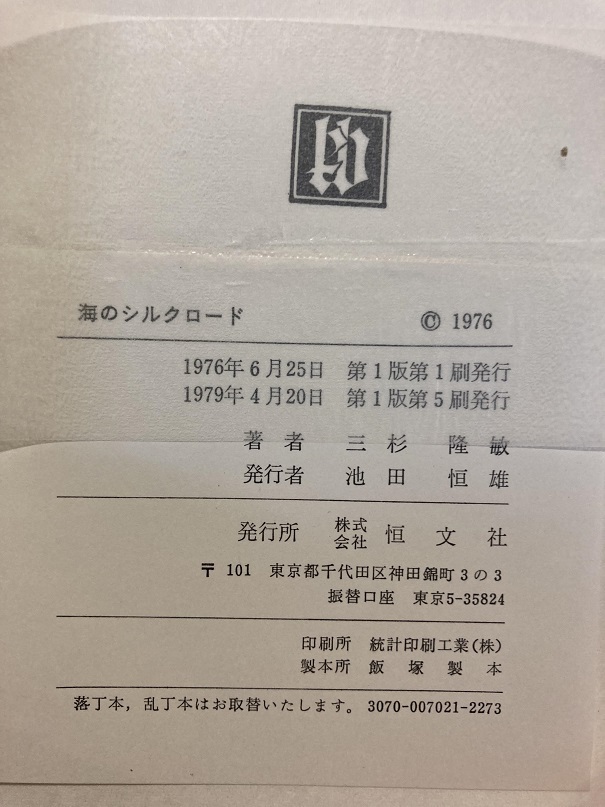 海のシルクロード © 1976
1976年6月25日 第1版第1刷発行
1979年4月20日 第1版第5刷発行
著者 三杉隆敏
発行者 池田恒雄
発行所 株式会社 恒文社
〒101 東京都千代田区神田錦町3の3
振替口座 東京5-35824
印刷所 統計印刷工業(株)
製本所 飯塚製本
落丁本, 乱丁本はお取替いたします。 3070-007021-2273